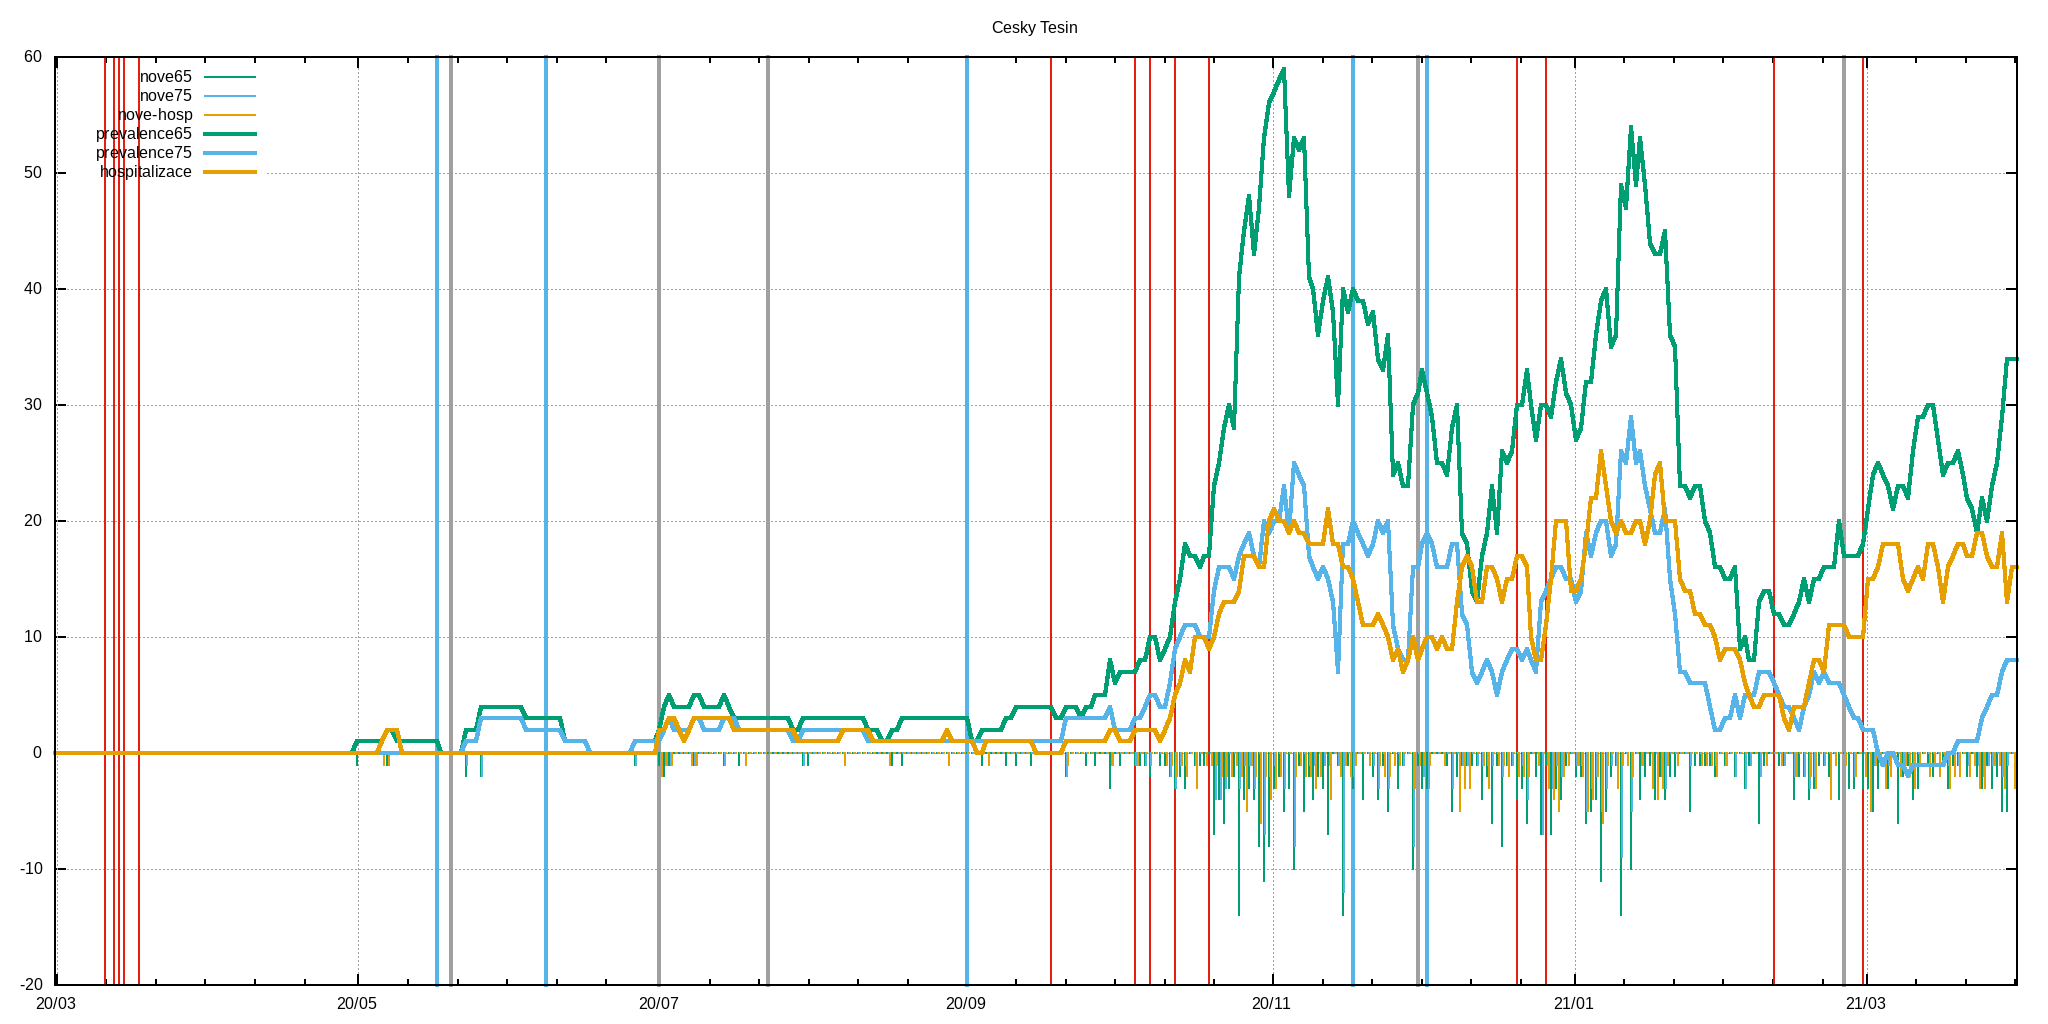 Cesky Tesin
60
50
40
30
20
10
0
-10
-20
nove65
nove75
nove-hosp
prevalence65
prevalence75
hospitalizace
20/03 20/05 20/07 20/09 20/11 21/01 21/03